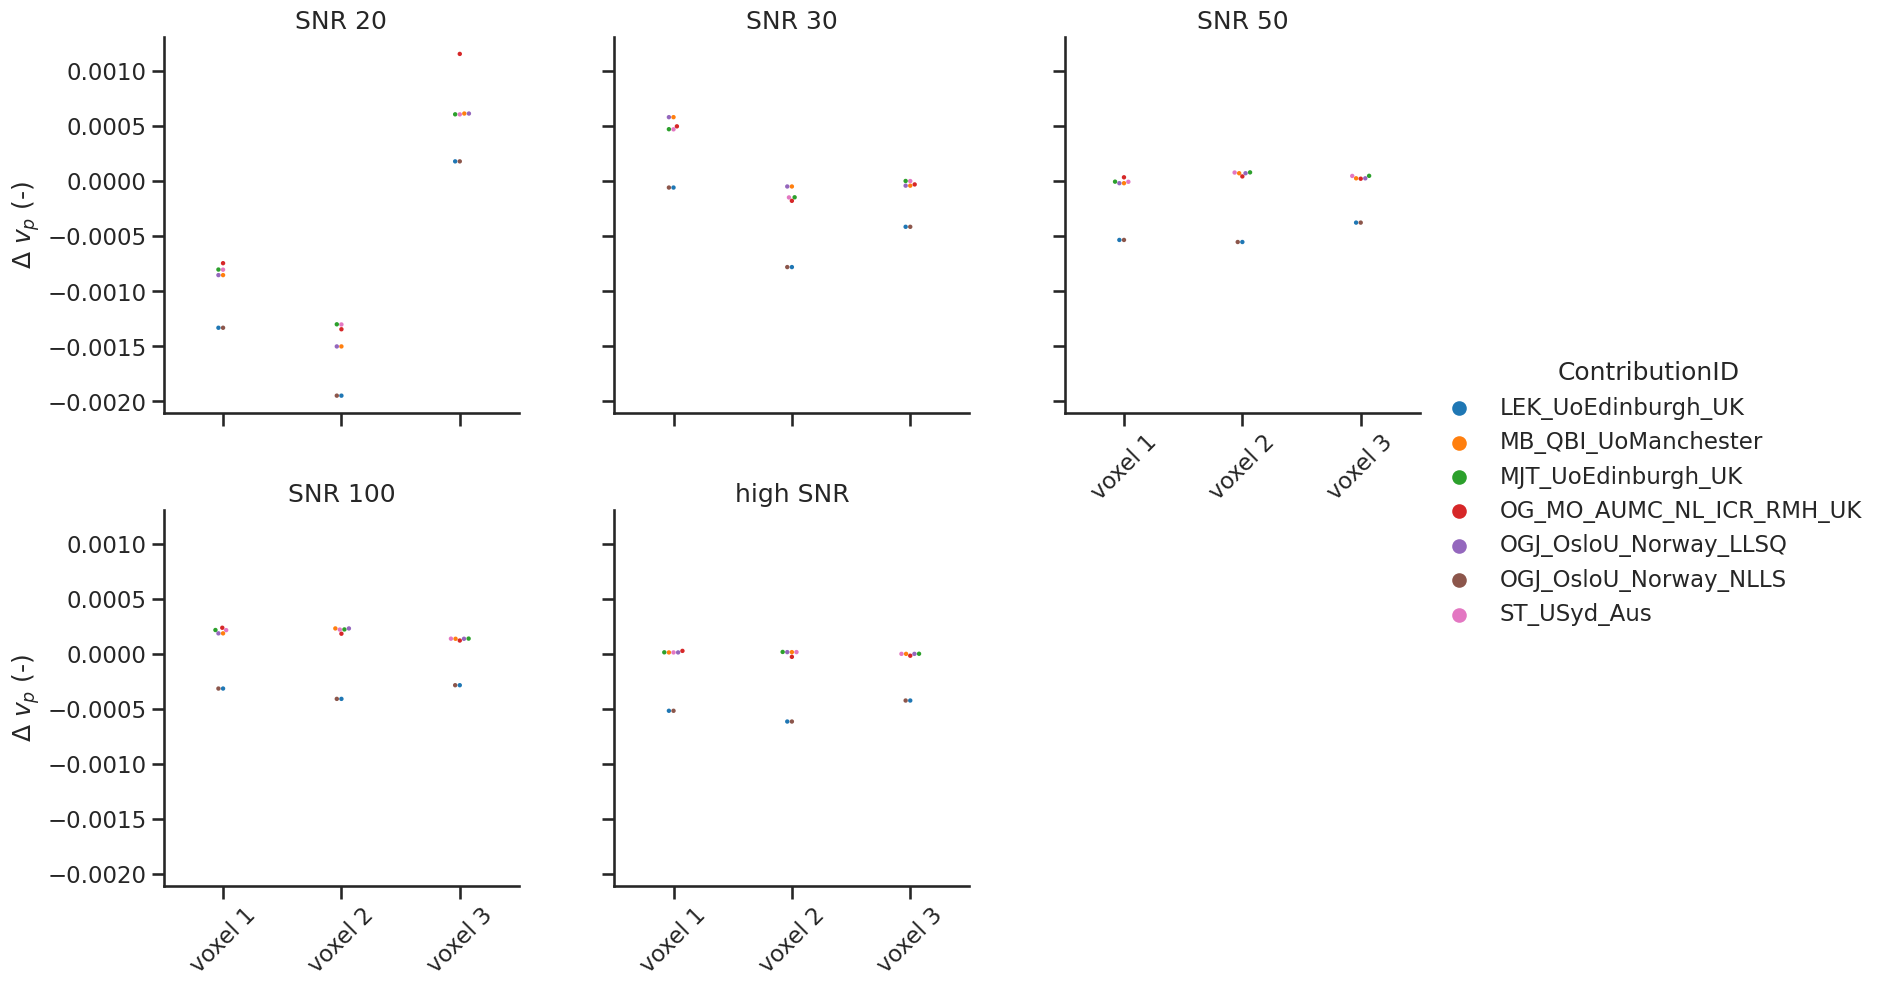 SNR 20
SNR 30
SNR 50
0.0010
0.0005
0.0000
−0.0005
−0.0010
−0.0015
−0.0020
Δ vp (-)
voxel 1
voxel 2
voxel 3
ContributionID
LEK_UoEdinburgh_UK
MB_QBI_UoManchester
MJT_UoEdinburgh_UK
OG_MO_AUMC_NL_ICR_RMH_UK
OGJ_OsloU_Norway_LLSQ
OGJ_OsloU_Norway_NLLS
ST_USyd_Aus
SNR 100
high SNR
0.0010
0.0005
0.0000
−0.0005
−0.0010
−0.0015
−0.0020
Δ vp (-)
voxel 1
voxel 2
voxel 3
voxel 1
voxel 2
voxel 3